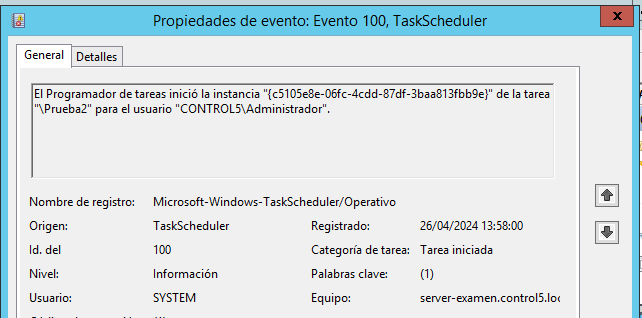 Propiedades de evento: Evento 100, TaskScheduler
x
General Detalles
El Programador de tareas inició la instancia "{c5105e8e-06fc-4cdd-87df-3baa813fbb9e}" de la tarea
"\Prueba2" para el usuario "CONTROL5\Administrador".
Nombre de registro: Microsoft-Windows-TaskScheduler/Operativo
Origen: TaskScheduler Registrado: 26/04/2024 13:58:00
Id. del 100 Categoría de tarea: Tarea iniciada
Nivel: Información Palabras clave: (1)
Usuario: SYSTEM Equipo: server-examen.control5.loc